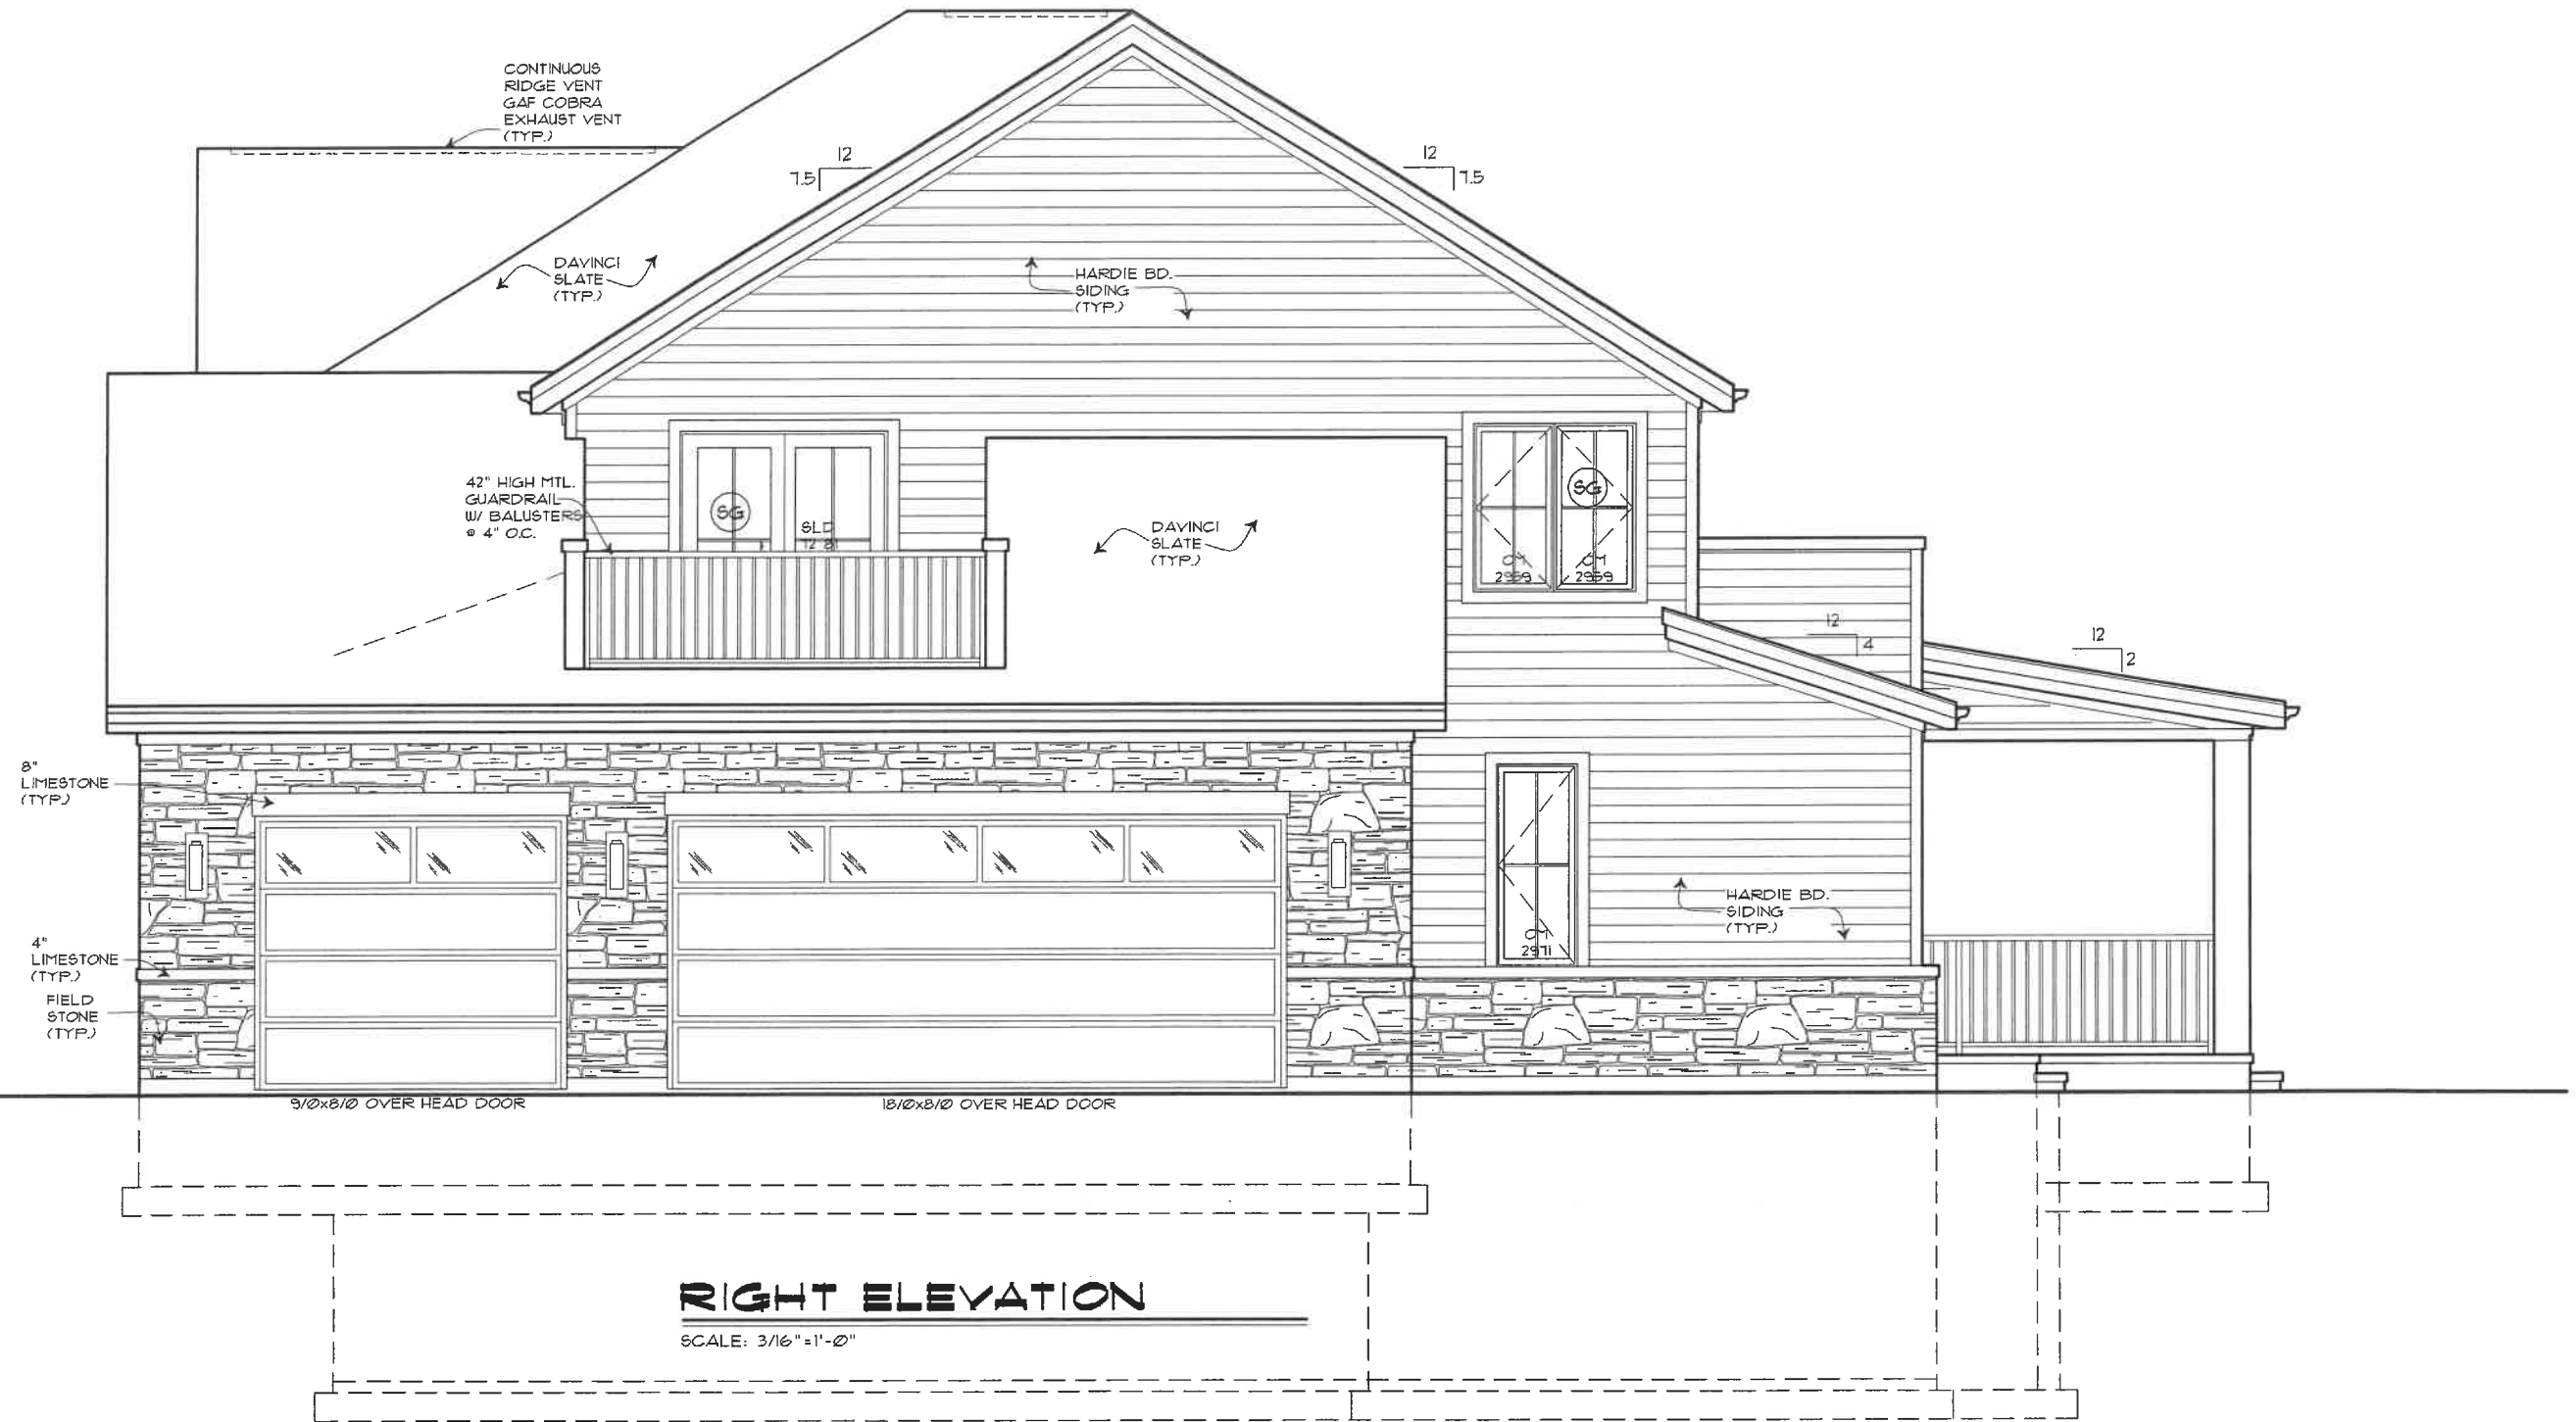 CONTINUOUS
RIDGE VENT
GAF COBRA
EXHAUST VENT
(TYP.)
12
7.5
12
7.5
DAVINCI
SLATE
(TYP.)
HARDIE BD.
SIDING
(TYP.)
42" HIGH MTL.
GUARDRAIL
W/ BALUSTERS
@ 4" O.C.
SG
SLD
DAVINCI
SLATE
(TYP.)
SG
CM
2959
CM
2959
12
4
12
2
8"
LIMESTONE
(TYP.)
4"
LIMESTONE
(TYP.)
FIELD
STONE
(TYP.)
HARDIE BD.
SIDING
(TYP.)
CM
2971
9/0x8/0 OVER HEAD DOOR
18/0x8/0 OVER HEAD DOOR
RIGHT ELEVATION
SCALE: 3/16"=1'-0"